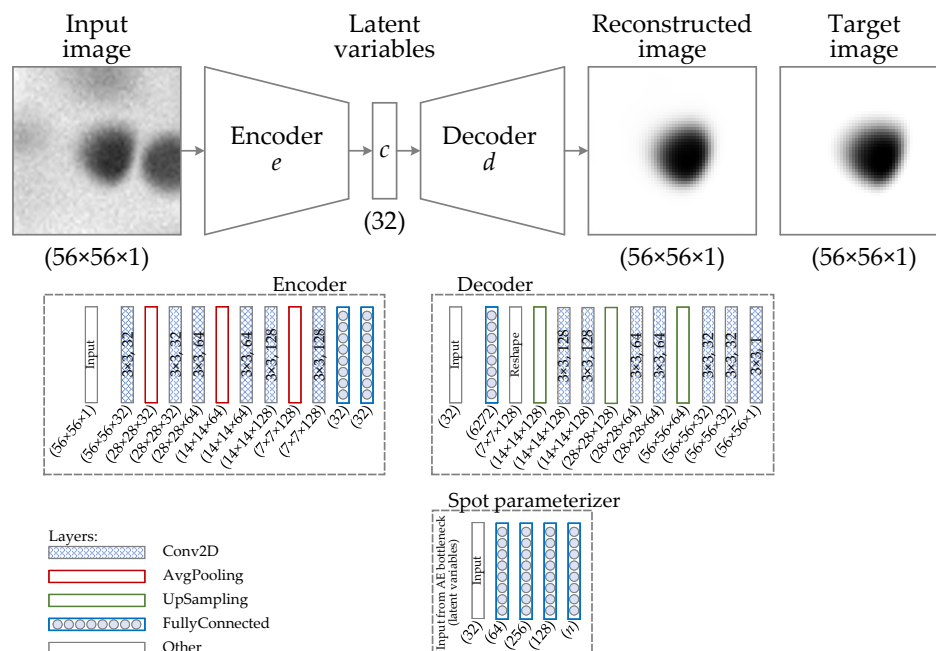 Input image
Latent variables
Reconstructed image
Target image
Encoder
e
c
Decoder
d
(32)
(56×56×1)
(56×56×1)
(56×56×1)
Encoder
Input
3×3, 32
3×3, 32
3×3, 64
3×3, 64
3×3, 128
3×3, 128
(56×56×1)
(56×56×32)
(28×28×32)
(28×28×32)
(28×28×64)
(14×14×64)
(14×14×64)
(14×14×128)
(7×7×128)
(7×7×128)
(32)
(32)
Decoder
Input
Reshape
3×3, 128
3×3, 128
3×3, 64
3×3, 64
3×3, 32
3×3, 32
3×3, 1
(32)
(6272)
(7×7×128)
(14×14×128)
(14×14×128)
(14×14×128)
(28×28×128)
(28×28×64)
(28×28×64)
(56×56×64)
(56×56×32)
(56×56×32)
(56×56×1)
Spot parameterizer
Input from AE bottleneck
(latent variables)
Input
(32)
(64)
(256)
(128)
(n)
Layers:
Conv2D
AvgPooling
UpSampling
FullyConnected
Other